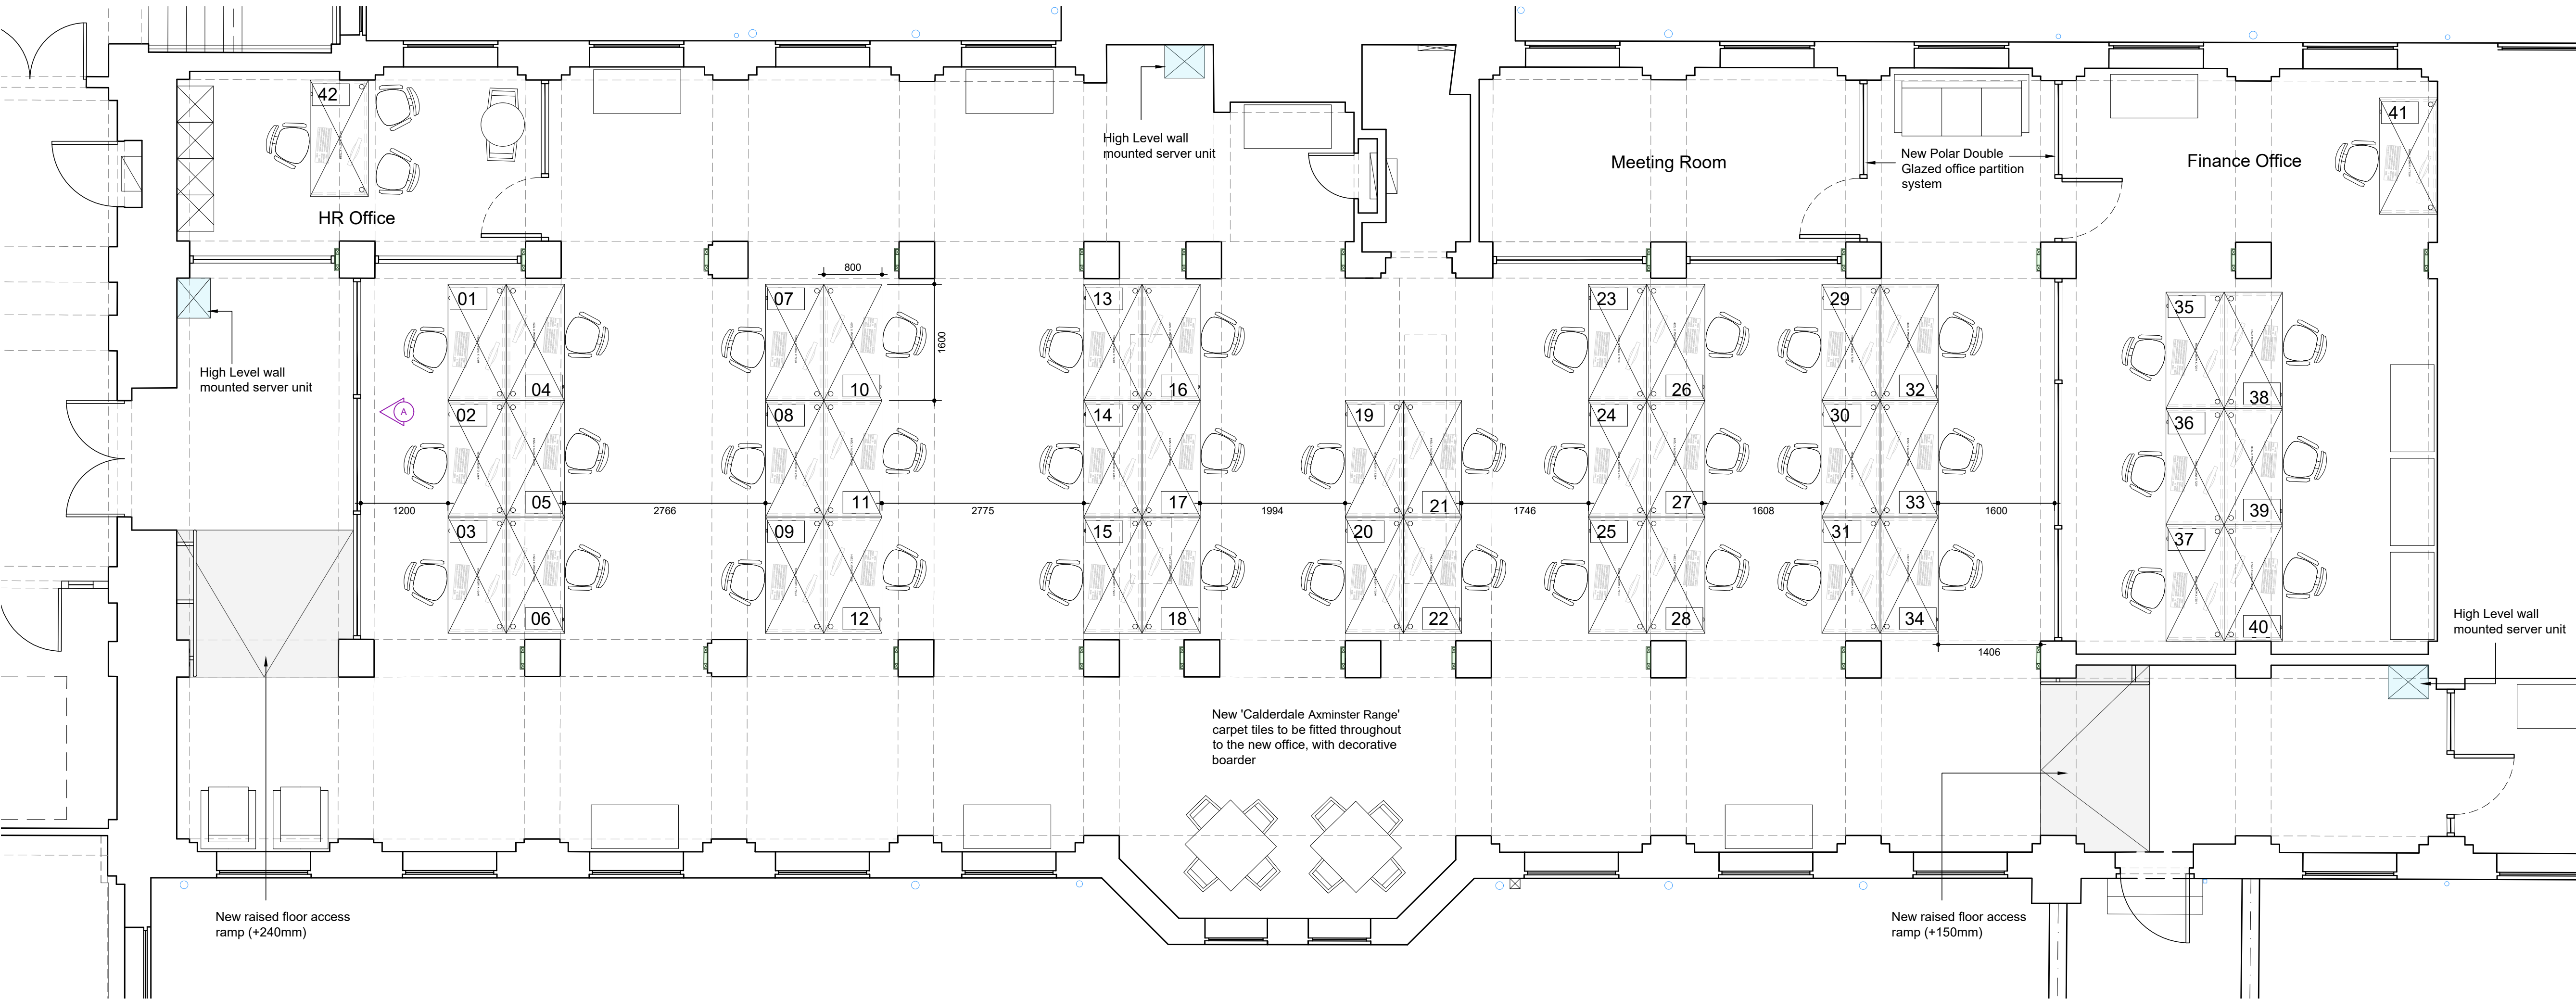 42
HR Office
High Level wall
mounted server unit
Meeting Room
New Polar Double
Glazed office partition
system
Finance Office
41
High Level wall
mounted server unit
A
800
1600
01
04
02
05
03
06
07
10
08
11
09
12
13
16
14
17
15
18
19
21
20
22
23
26
24
27
25
28
29
32
30
33
31
34
35
38
36
39
37
40
1200
2766
2775
1994
1746
1608
1600
1406
High Level wall
mounted server unit
New 'Calderdale Axminster Range'
carpet tiles to be fitted throughout
to the new office, with decorative
boarder
New raised floor access
ramp (+240mm)
New raised floor access
ramp (+150mm)